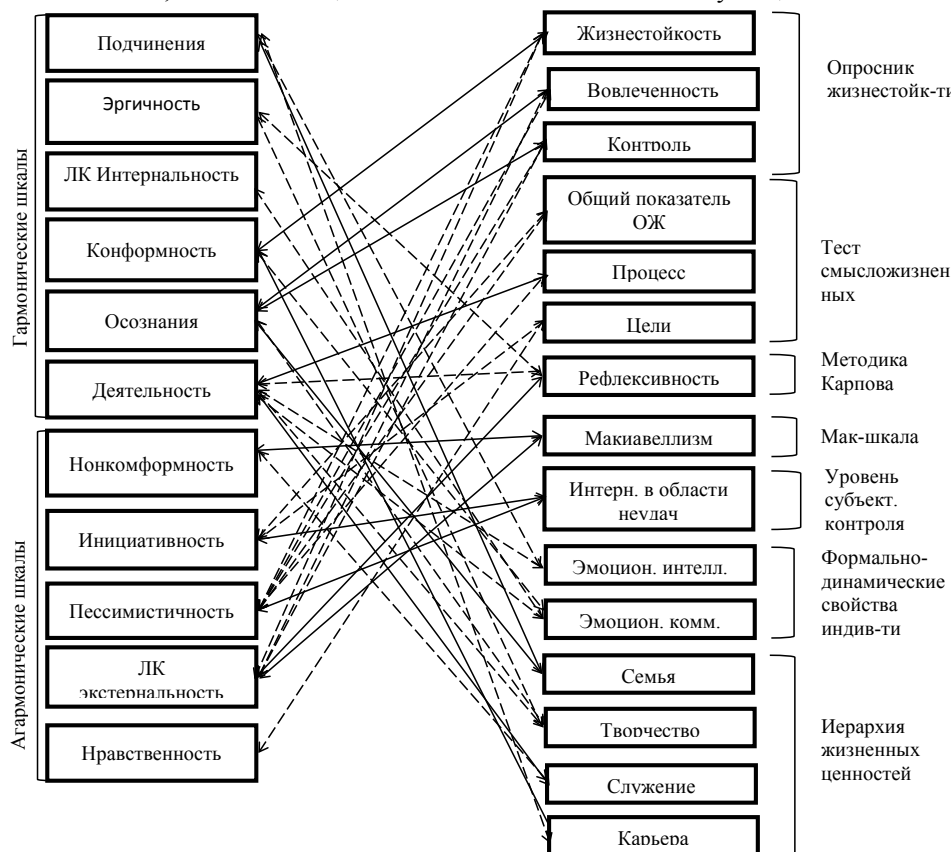 Гармонические шкалы
Подчинения
Эргичность
ЛК Интернальность
Конформность
Осознания
Деятельность
Агармонические шкалы
Нонкомформность
Инициативность
Пессимистичность
ЛК
экстернальность
Нравственность
Жизнестойкость
Вовлеченность
Контроль
Общий показатель
ОЖ
Процесс
Цели
Рефлексивность
Макиавеллизм
Интерн. в области
неудач
Эмоцион. интелл.
Эмоцион. комм.
Семья
Творчество
Служение
Карьера
Опросник
жизнестойк-ти
Тест
смысложизнен
ных
Методика
Карпова
Мак-шкала
Уровень
субъект.
контроля
Формально-
динамические
свойства
индив-ти
Иерархия
жизненных
ценностей